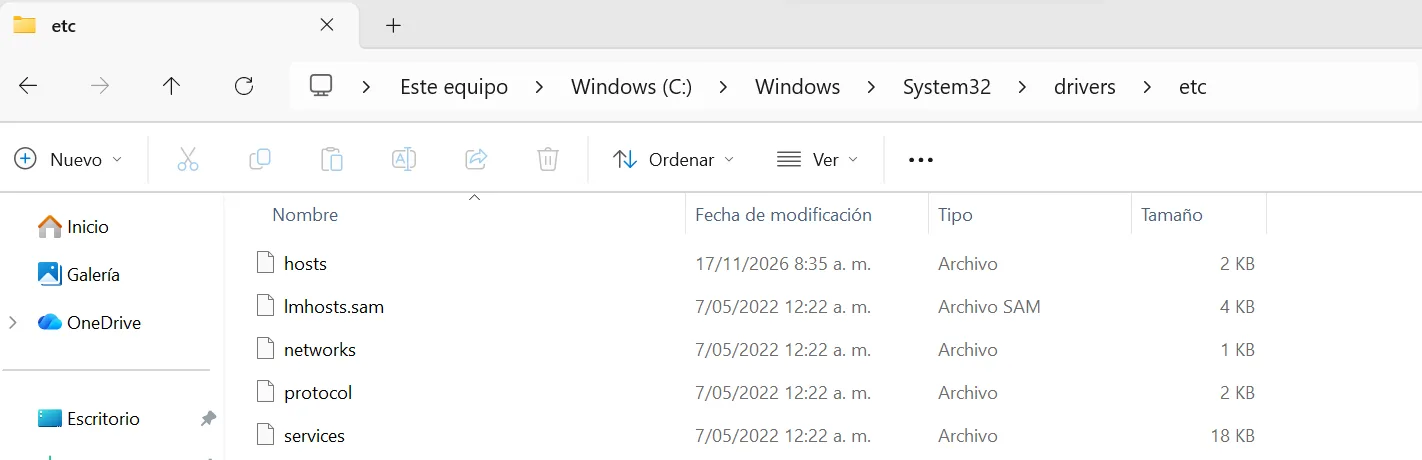 etc
Este equipo Windows (C:) Windows System32 drivers etc
Nuevo Ordenar Ver
Nombre Fecha de modificación Tipo Tamaño
Inicio
Galería
OneDrive
Escritorio
hosts 17/11/2026 8:35 a. m. Archivo 2 KB
lmhosts.sam 7/05/2022 12:22 a. m. Archivo SAM 4 KB
networks 7/05/2022 12:22 a. m. Archivo 1 KB
protocol 7/05/2022 12:22 a. m. Archivo 2 KB
services 7/05/2022 12:22 a. m. Archivo 18 KB